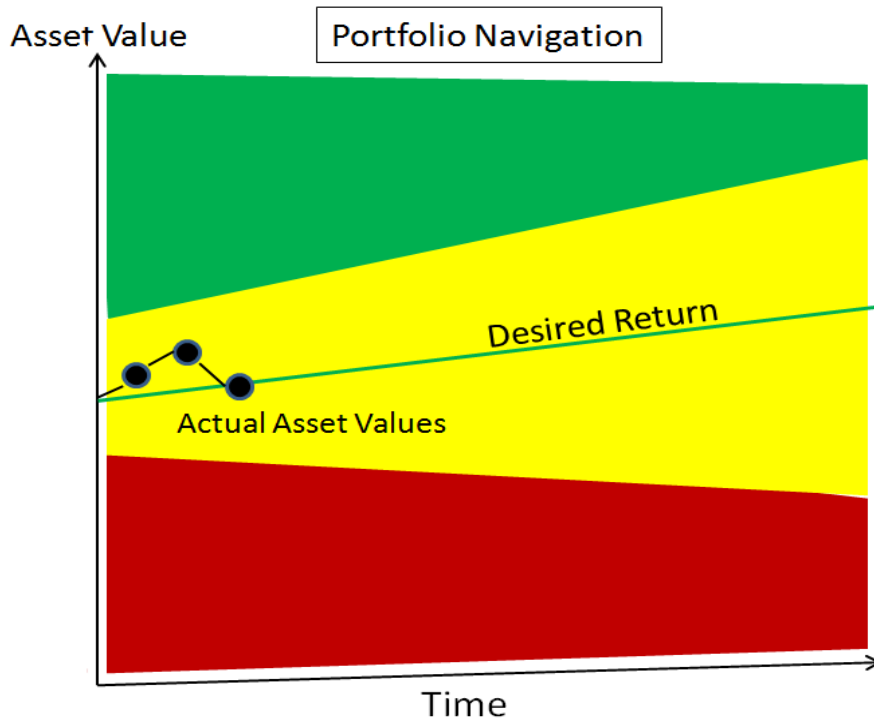 Asset Value
Portfolio Navigation
Desired Return
Actual Asset Values
Time